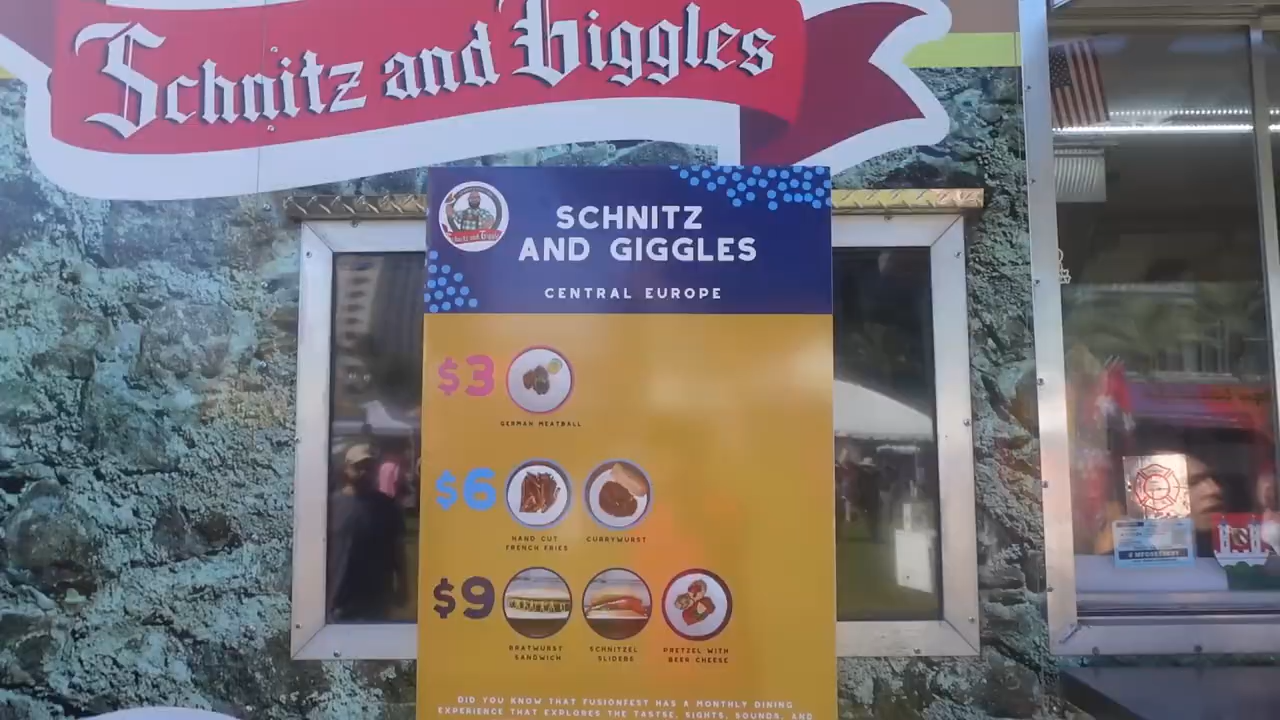 Schnitz and Giggles
SCHNITZ
AND GIGGLES
CENTRAL EUROPE
$3
GERMAN MEATBALL
$6
HAND CUT
FRENCH FRIES
CURRYWURST
$9
BRATWURST
SANDWICH
SCHNITZEL
SLIDERS
PRETZEL WITH
BEER CHEESE
DID YOU KNOW THAT FUSIONFEST HAS A MONTHLY DINING
EXPERIENCE THAT EXPLORES THE TASTSE, SIGHTS, SOUNDS, AND